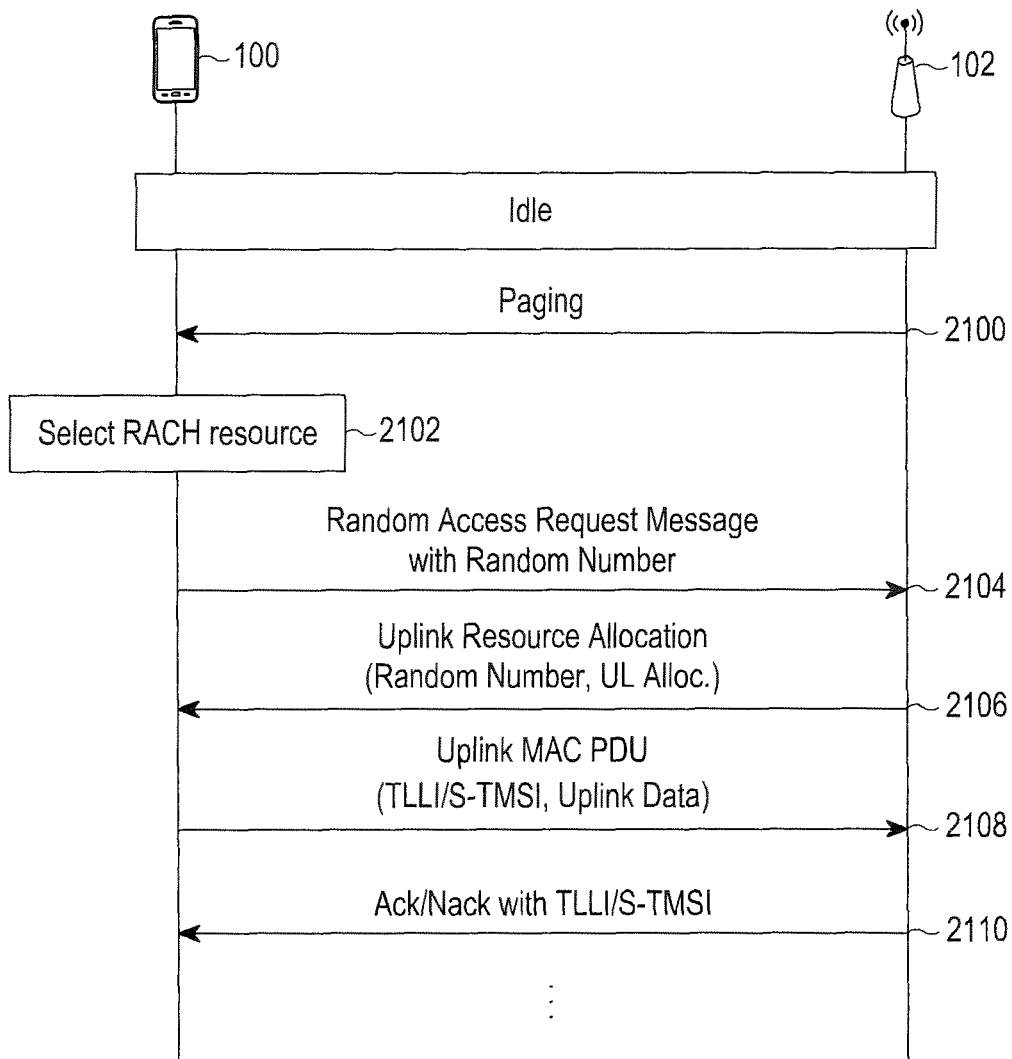 100
102
Idle
Paging
2100
Select RACH resource
2102
Random Access Request Message
with Random Number
2104
Uplink Resource Allocation
(Random Number, UL Alloc.)
2106
Uplink MAC PDU
(TLLI/S-TMSI, Uplink Data)
2108
Ack/Nack with TLLI/S-TMSI
2110